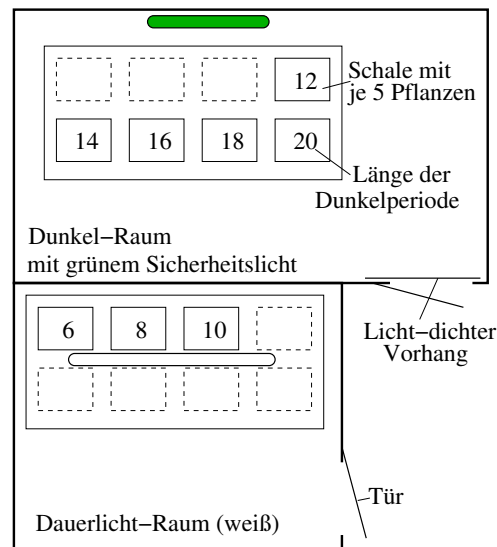 12
Schale mit
je 5 Pflanzen
14 16 18 20
Länge der
Dunkelperiode
Dunkel−Raum
mit grünem Sicherheitslicht
6 8 10
Licht−dichter
Vorhang
Tür
Dauerlicht−Raum (weiß)